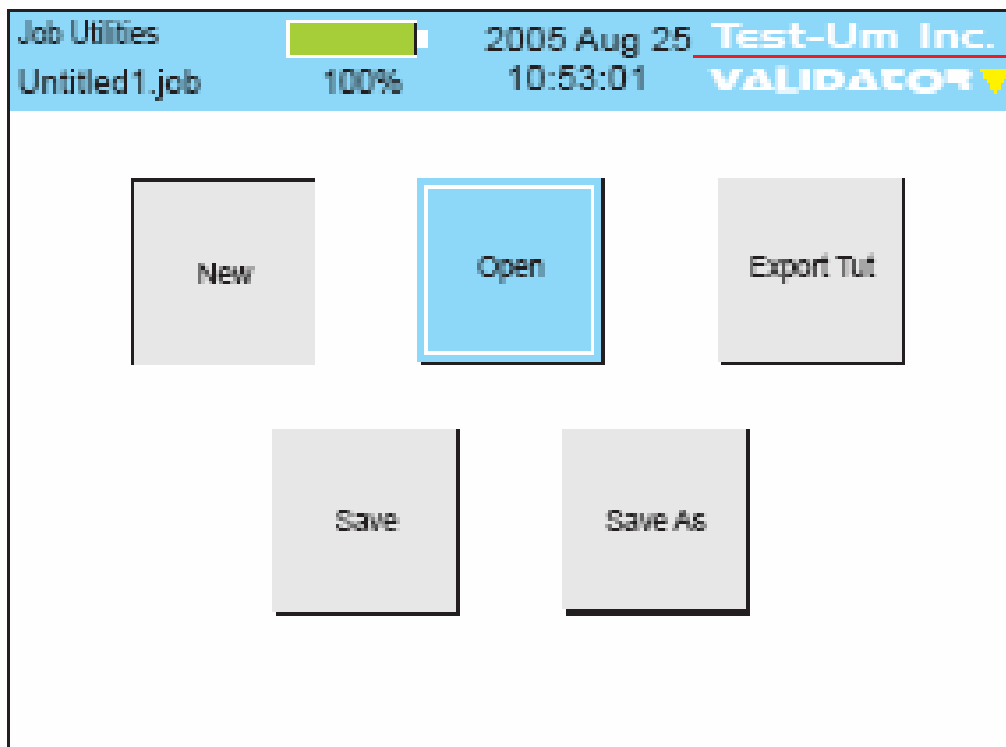 Job Utilities
2005 Aug 25
Test-Um Inc.
Untitled1.job
100%
10:53:01
VALIDATOR
New
Open
Export Tut
Save
Save As